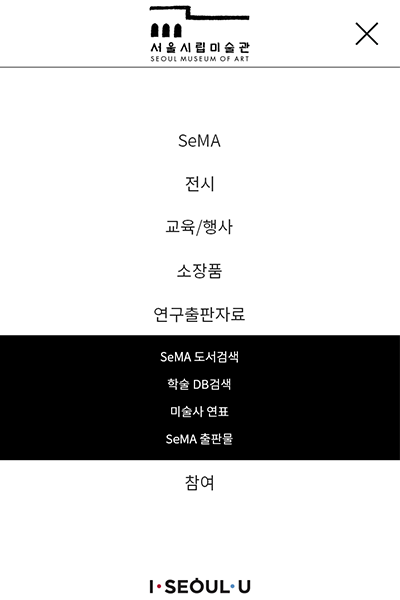 서울시립미술관
SEOUL MUSEUM OF ART
SeMA
전시
교육/행사
소장품
연구출판자료
SeMA 도서검색
학술 DB검색
미술사 연표
SeMA 출판물
참여
I·SEOUL·U